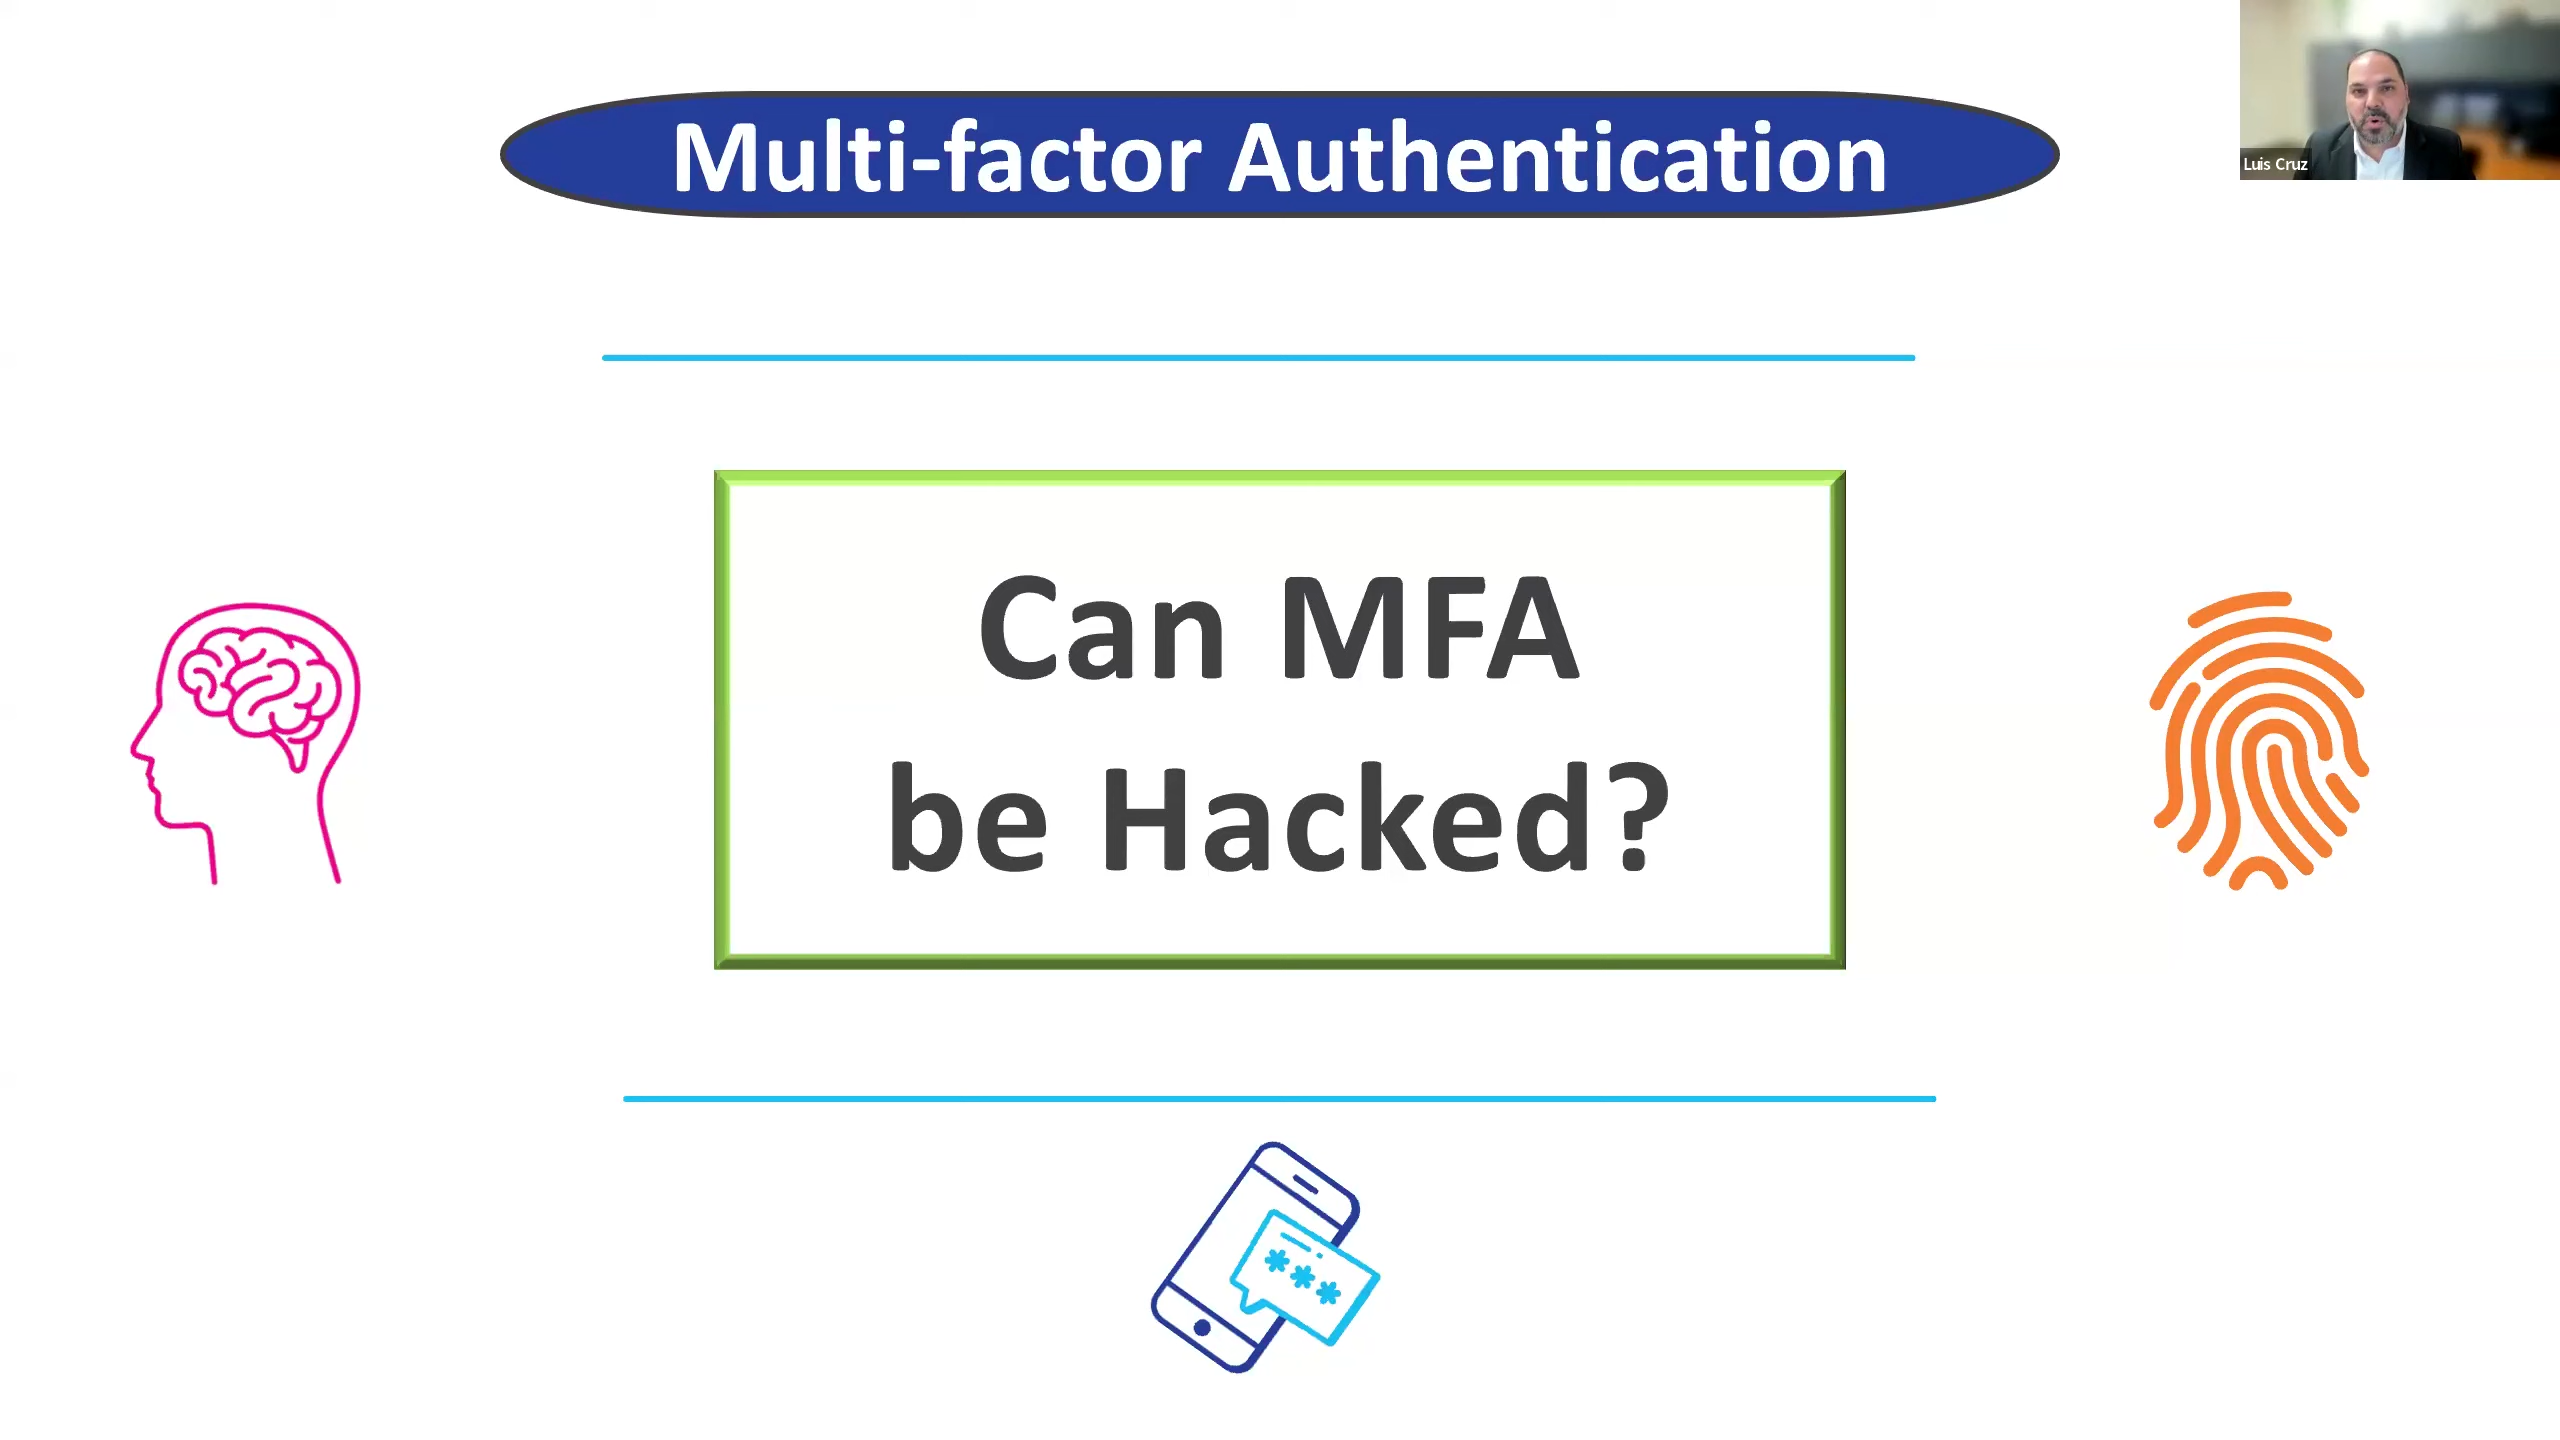 Multi-factor Authentication
Luis Cruz
Can MFA
be Hacked?
***